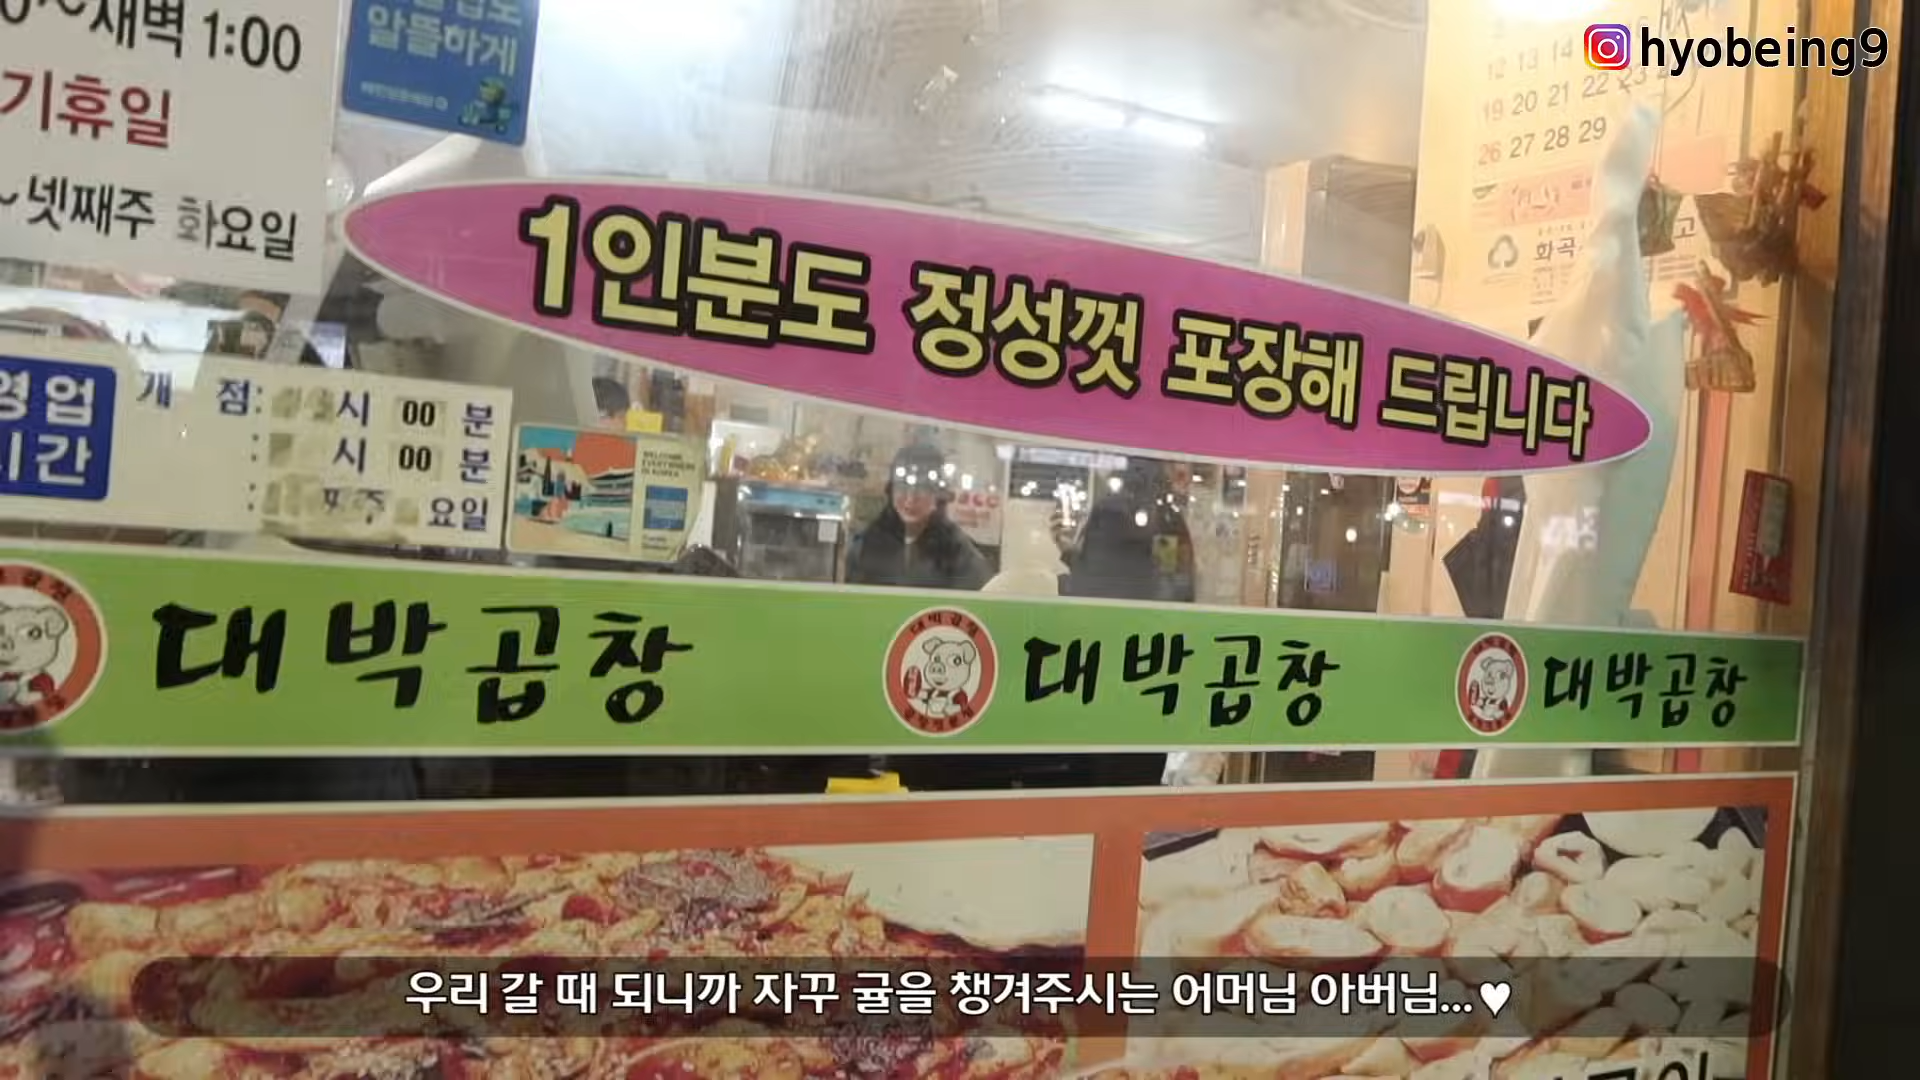 hyobeing9
~새벽 1:00
알뜰하게
기휴일
~넷째주 화요일
12 13 14
19 20 21 22 23
26 27 28 29
화곡
1인분도 정성껏 포장해 드립니다
영업
시간
개 점: 시 00 분
: 시 00 분
: 요일
대박곱창 대박곱창 대박곱창
우리 갈 때 되니까 자꾸 귤을 챙겨주시는 어머님 아버님...♥